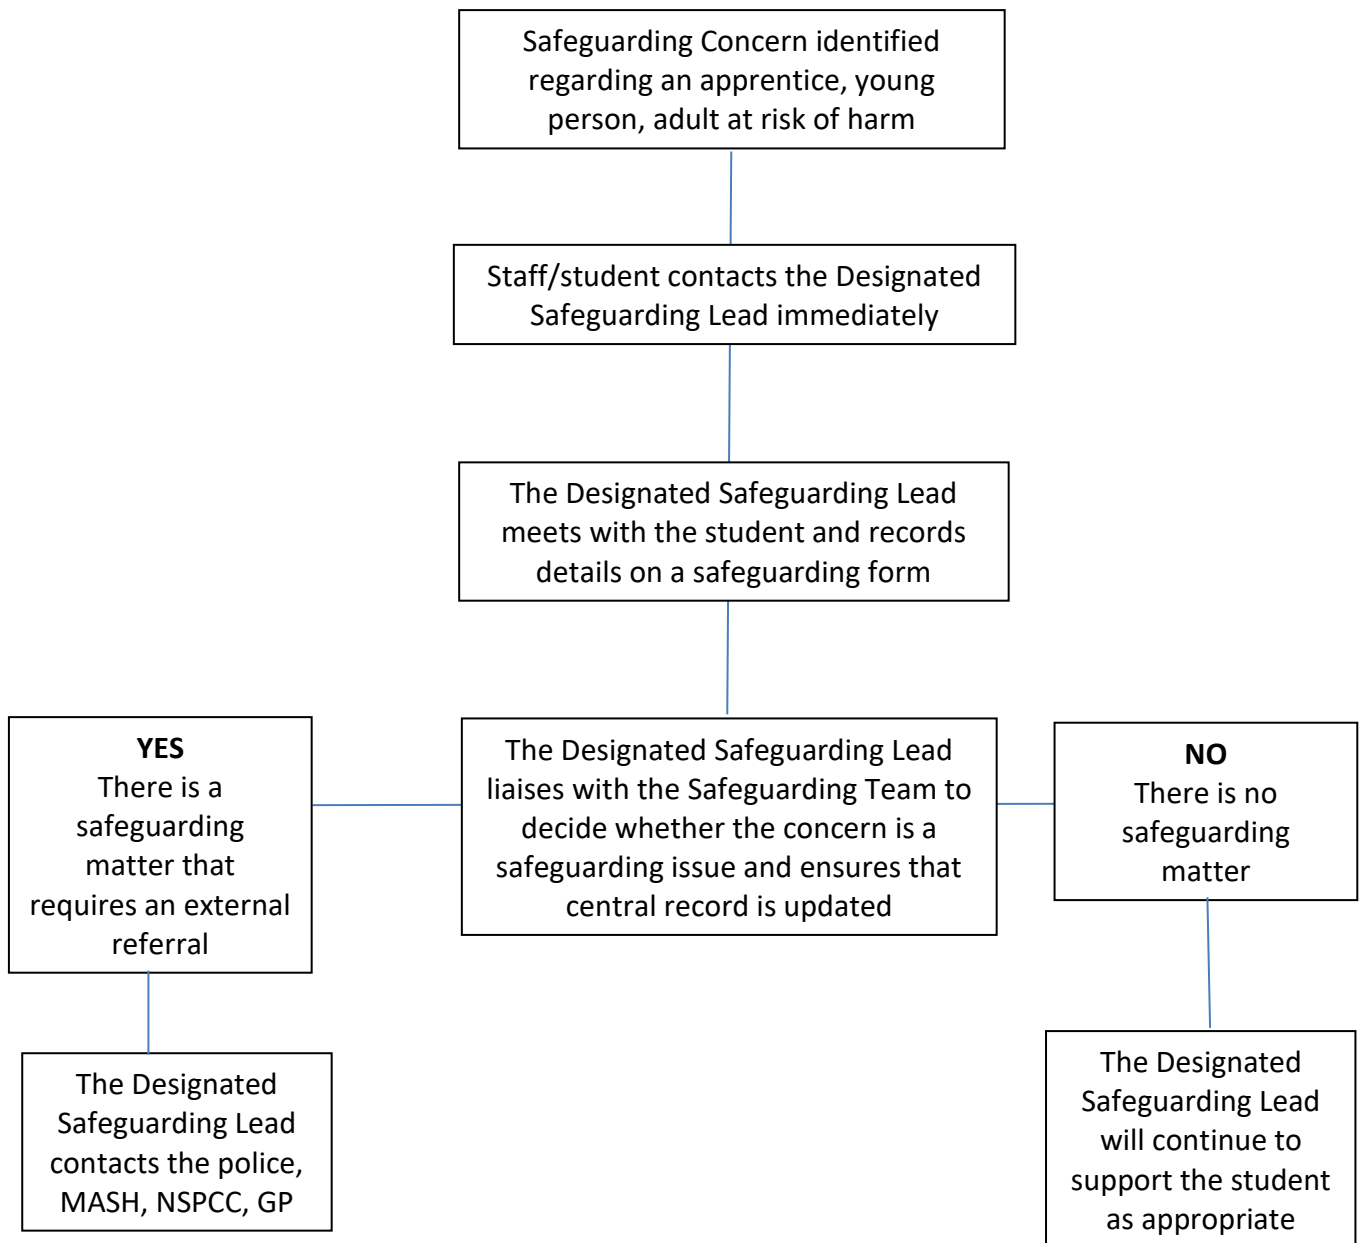 Safeguarding Concern identified
regarding an apprentice, young
person, adult at risk of harm
Staff/student contacts the Designated
Safeguarding Lead immediately
The Designated Safeguarding Lead
meets with the student and records
details on a safeguarding form
The Designated Safeguarding Lead
liaises with the Safeguarding Team to
decide whether the concern is a
safeguarding issue and ensures that
central record is updated
YES
There is a
safeguarding
matter that
requires an external
referral
NO
There is no
safeguarding
matter
The Designated
Safeguarding Lead
contacts the police,
MASH, NSPCC, GP
The Designated
Safeguarding Lead
will continue to
support the student
as appropriate